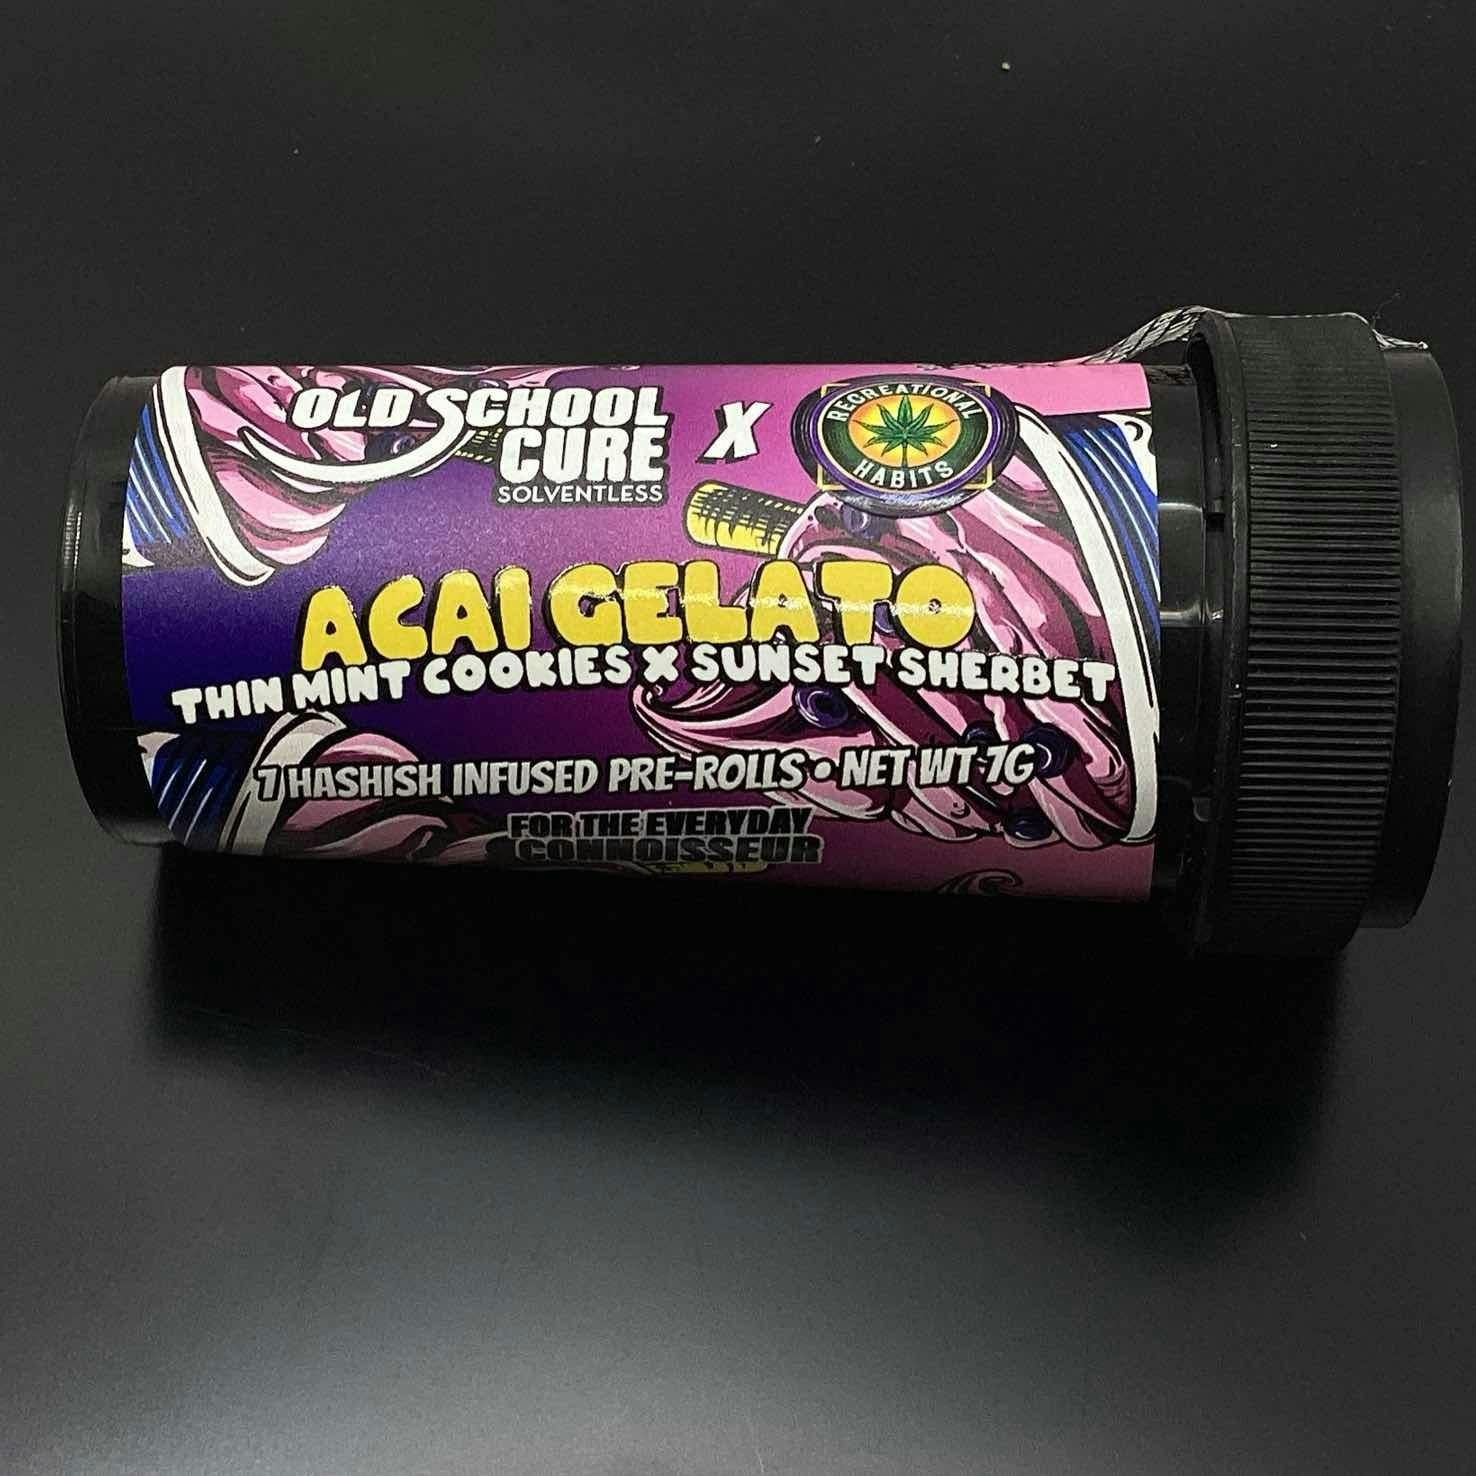 OLD SCHOOL
CURE
SOLVENTLESS
X
RECREATIONAL
HABITS
ACAI GELATO
THIN MINT COOKIES X SUNSET SHERBET
7 HASHISH INFUSED PRE-ROLLS • NET WT 7G
FOR THE EVERYDAY
CONNOISSEUR